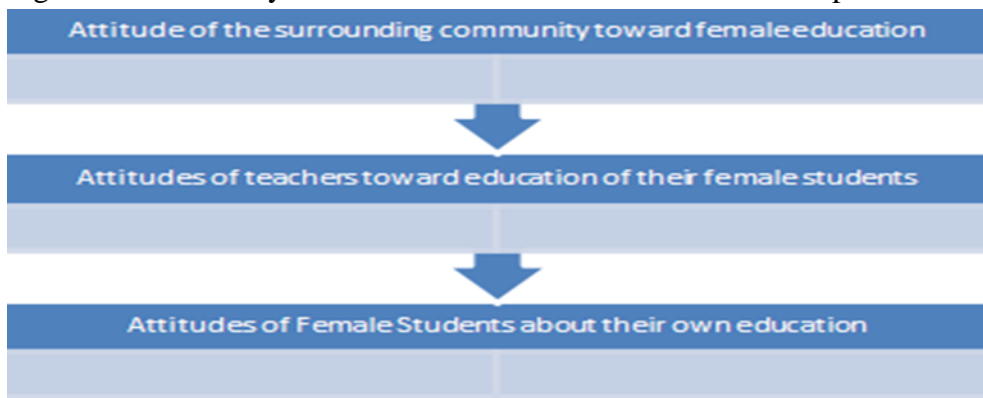 Attitude of the surrounding community toward female education
Attitudes of teachers toward education of their female students
Attitudes of Female Students about their own education